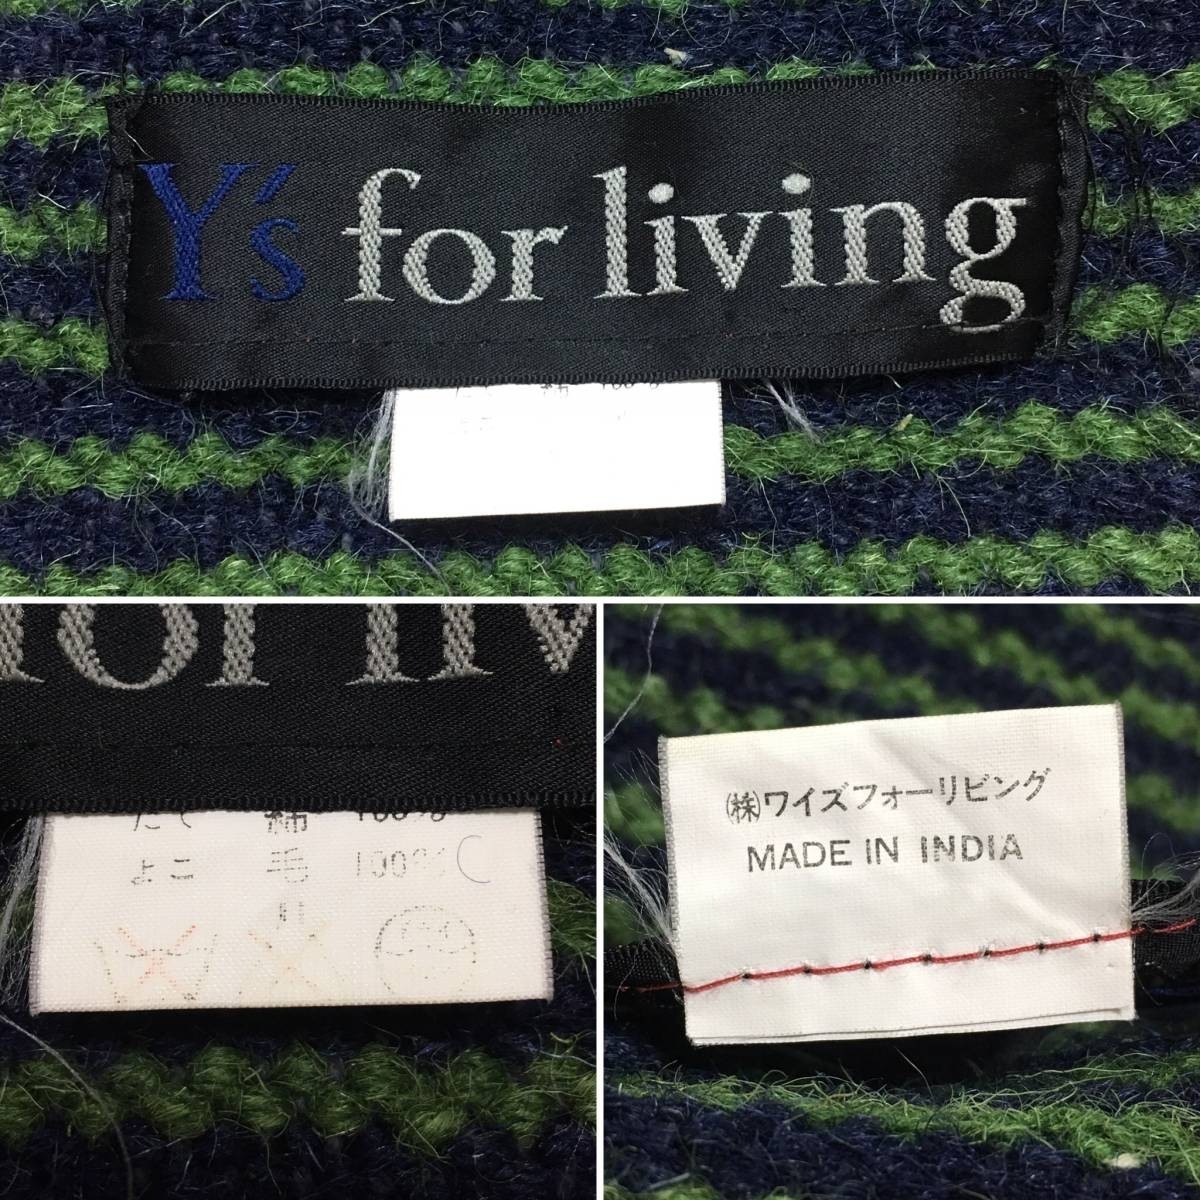 Y's for living
たて 綿 100%
よこ 毛 100%
(株)ワイズフォーリビング
MADE IN INDIA